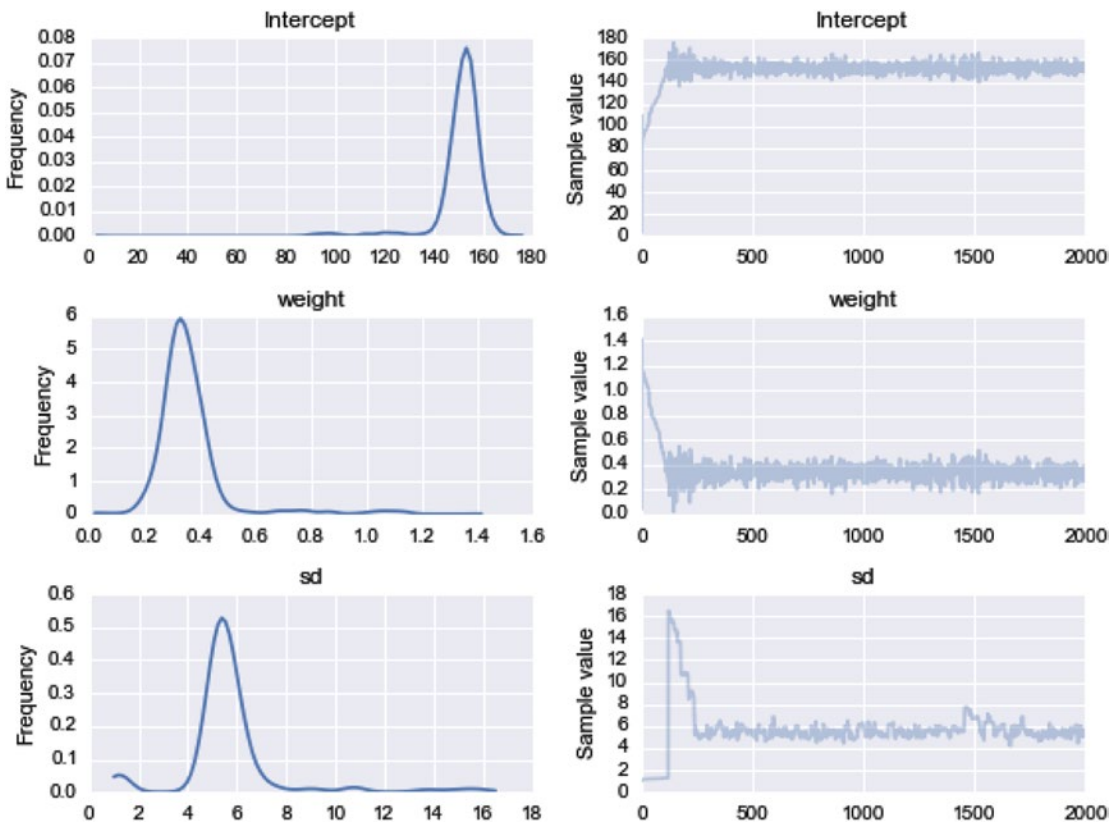 Intercept
Frequency
0.08
0.07
0.06
0.05
0.04
0.03
0.02
0.01
0.00
0 20 40 60 80 100 120 140 160 180
Intercept
Sample value
180
160
140
120
100
80
60
40
20
0
0 500 1000 1500 2000
weight
Frequency
6
5
4
3
2
1
0
0.0 0.2 0.4 0.6 0.8 1.0 1.2 1.4 1.6
weight
Sample value
1.6
1.4
1.2
1.0
0.8
0.6
0.4
0.2
0.0
0 500 1000 1500 2000
sd
Frequency
0.6
0.5
0.4
0.3
0.2
0.1
0.0
0 2 4 6 8 10 12 14 16 18
sd
Sample value
18
16
14
12
10
8
6
4
2
0
0 500 1000 1500 2000